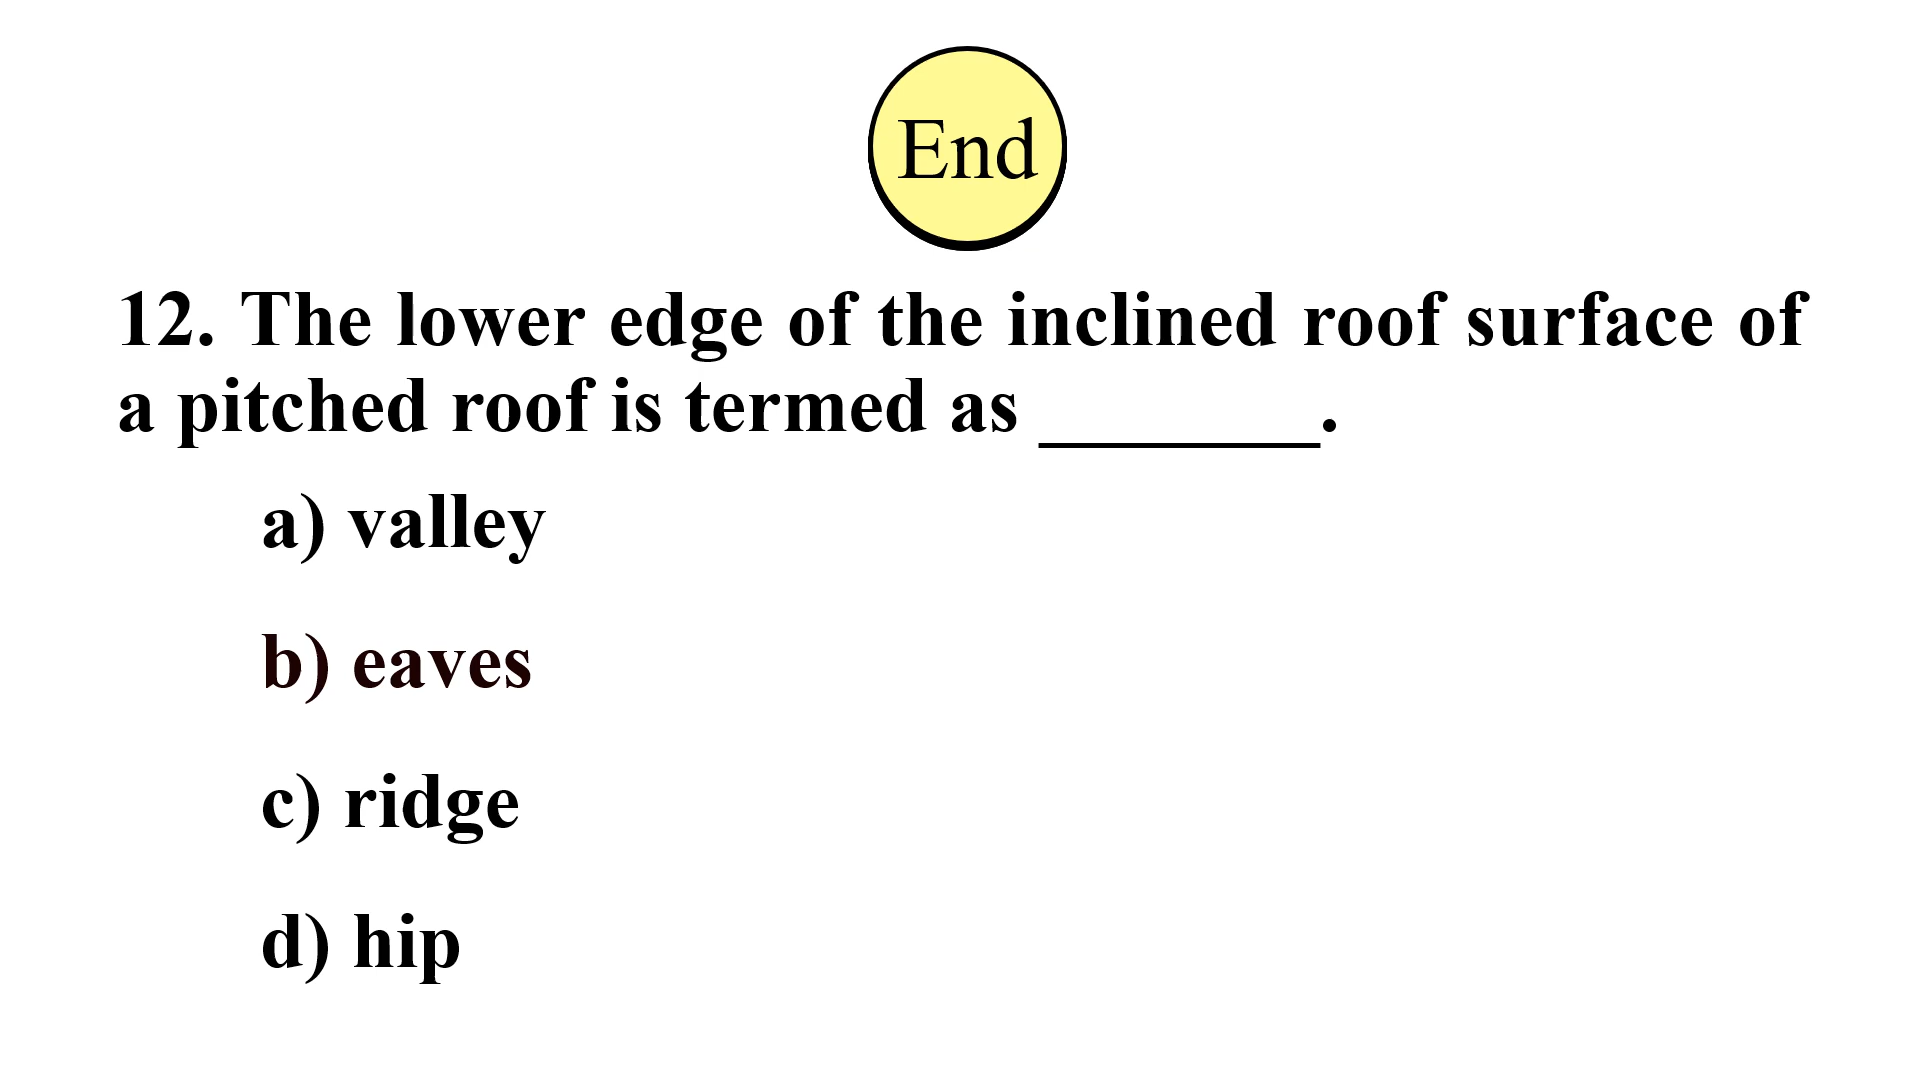 End
12. The lower edge of the inclined roof surface of
a pitched roof is termed as _______.
a) valley
b) eaves
c) ridge
d) hip